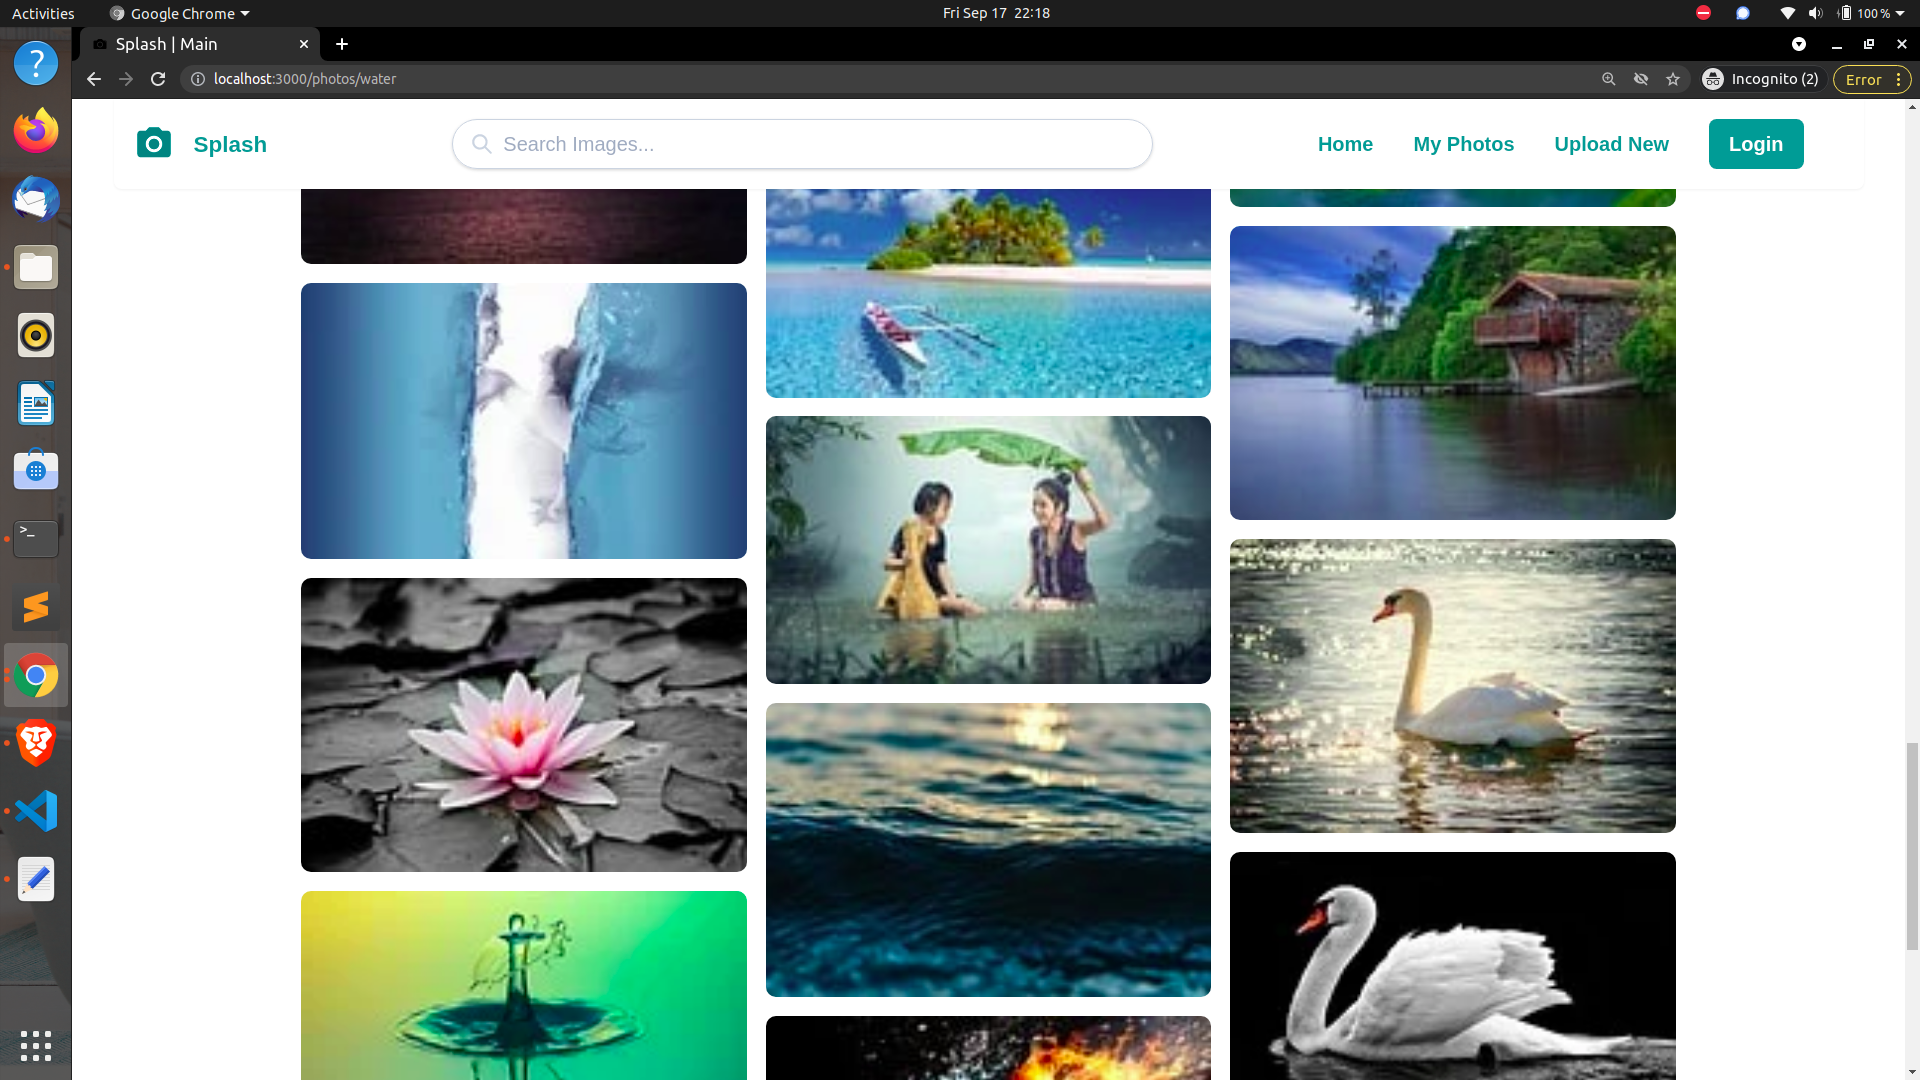 Activities
Google Chrome
Fri Sep 17 22:18
100 %
Splash | Main
localhost:3000/photos/water
Incognito (2)
Error
Splash
Search Images...
Home
My Photos
Upload New
Login